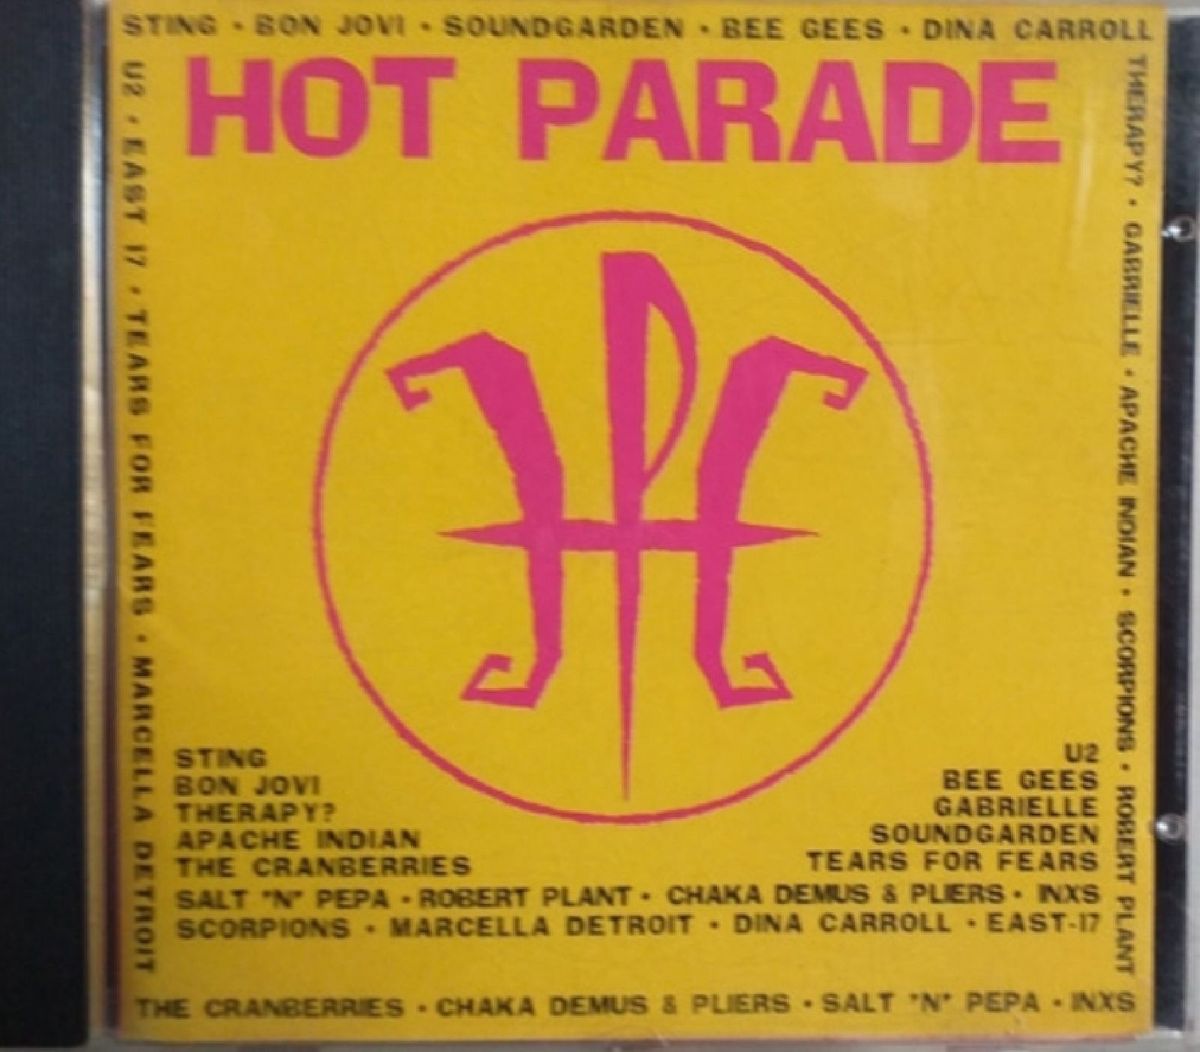 STING • BON JOVI • SOUNDGARDEN • BEE GEES • DINA CARROLL
HOT PARADE
U2 • EAST 17 • TEARS FOR FEARS • MARCELLA DETROIT
THERAPY? • GABRIELLE • APACHE INDIAN • SCORPIONS • ROBERT PLANT
STING
BON JOVI
THERAPY?
APACHE INDIAN
THE CRANBERRIES
U2
BEE GEES
GABRIELLE
SOUNDGARDEN
TEARS FOR FEARS
SALT "N" PEPA • ROBERT PLANT • CHAKA DEMUS & PLIERS • INXS
SCORPIONS • MARCELLA DETROIT • DINA CARROLL • EAST-17
THE CRANBERRIES • CHAKA DEMUS & PLIERS • SALT "N" PEPA • INXS